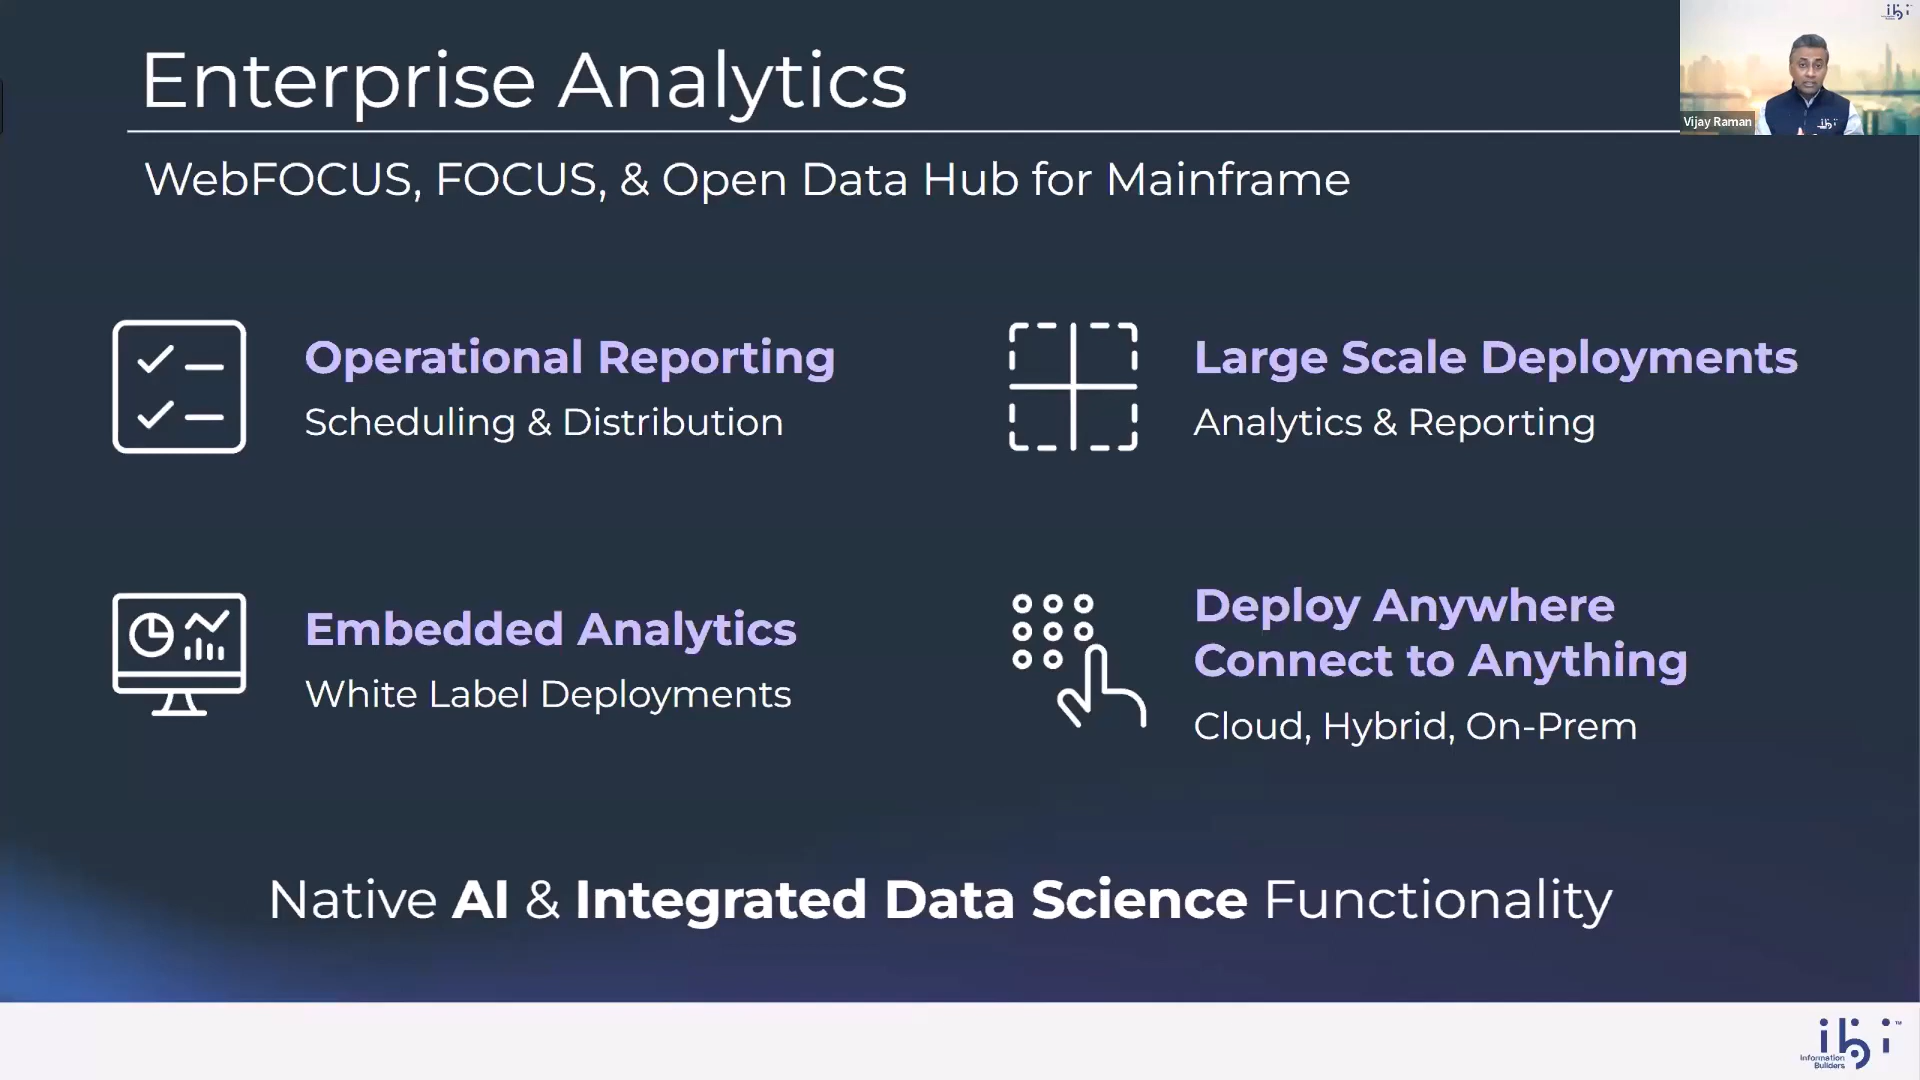 Enterprise Analytics
WebFOCUS, FOCUS, & Open Data Hub for Mainframe
Operational Reporting
Scheduling & Distribution
Large Scale Deployments
Analytics & Reporting
Embedded Analytics
White Label Deployments
Deploy Anywhere
Connect to Anything
Cloud, Hybrid, On-Prem
Native AI & Integrated Data Science Functionality
Vijay Raman
ibi
ibi
ibi™
Information
Builders